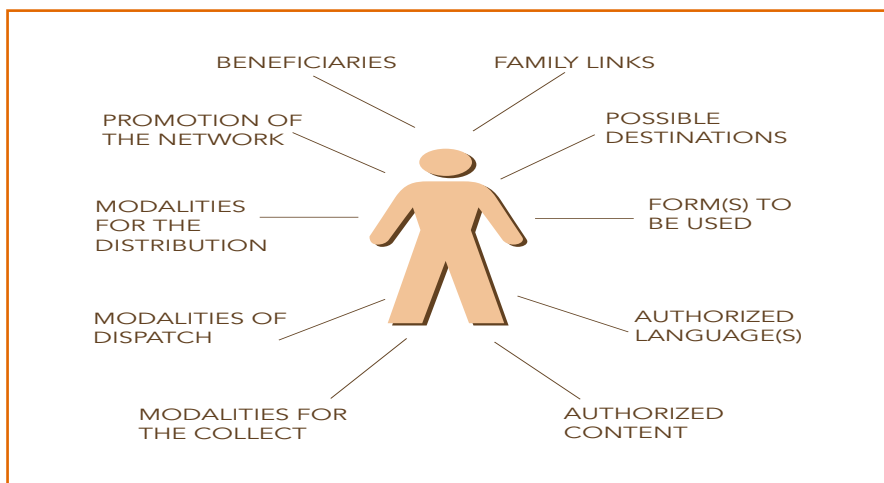 BENEFICIARIES
FAMILY LINKS
PROMOTION OF
THE NETWORK
POSSIBLE
DESTINATIONS
MODALITIES
FOR THE
DISTRIBUTION
FORM(S) TO
BE USED
MODALITIES OF
DISPATCH
AUTHORIZED
LANGUAGE(S)
MODALITIES FOR
THE COLLECT
AUTHORIZED
CONTENT